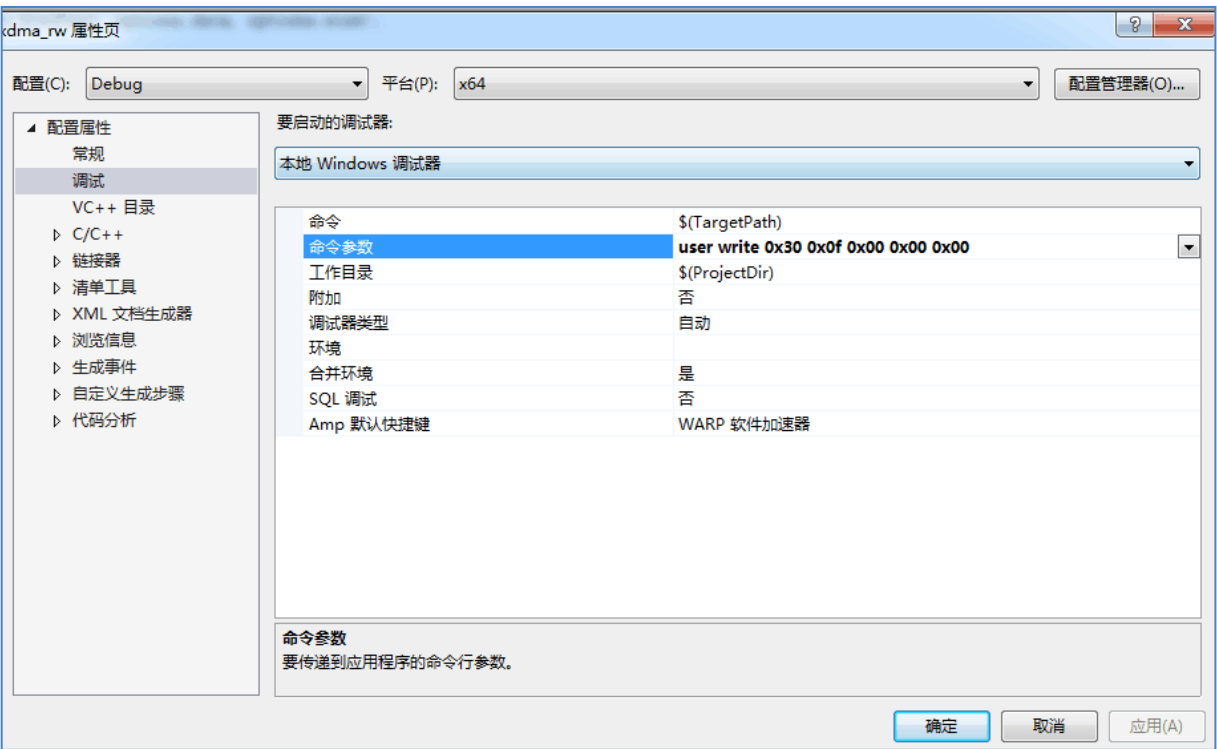 xdma_rw 属性页
配置(C): Debug 平台(P): x64 配置管理器(O)...
配置属性
常规
调试
VC++ 目录
C/C++
链接器
清单工具
XML 文档生成器
浏览信息
生成事件
自定义生成步骤
代码分析
要启动的调试器:
本地 Windows 调试器
命令 $(TargetPath)
命令参数 user write 0x30 0x0f 0x00 0x00 0x00
工作目录 $(ProjectDir)
附加 否
调试器类型 自动
环境
合并环境 是
SQL 调试 否
Amp 默认快捷键 WARP 软件加速器
命令参数
要传递到应用程序的命令行参数。
确定 取消 应用(A)